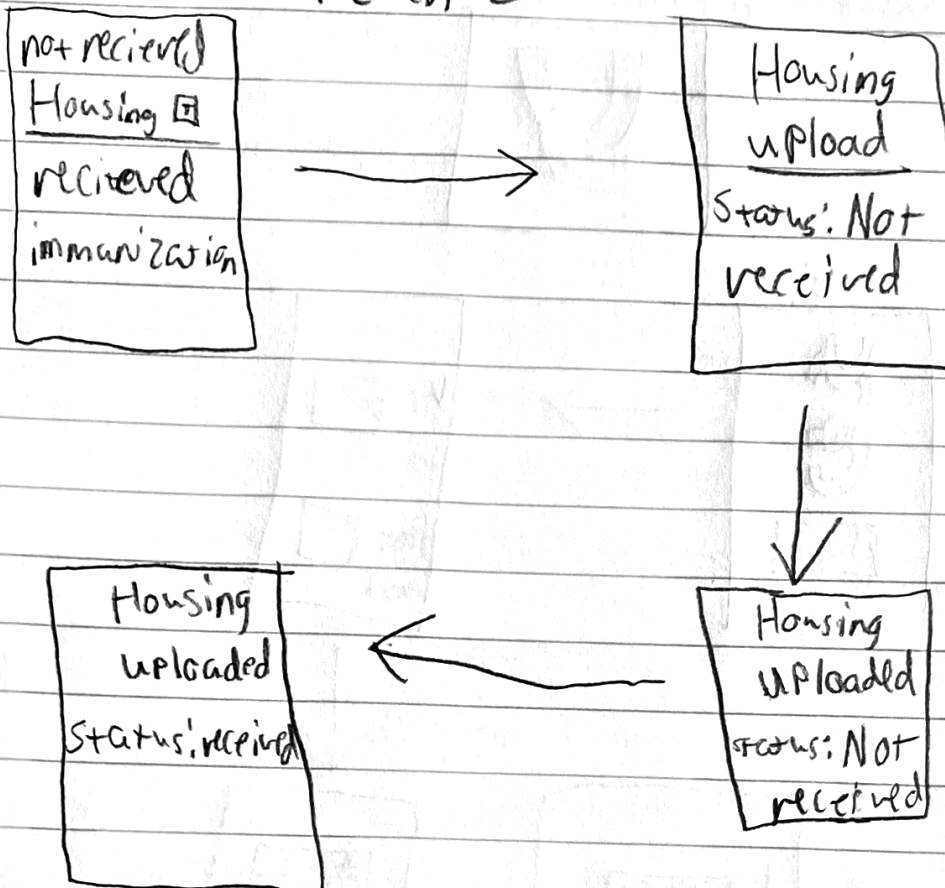 not recieved
Housing
recieved
immunization
Housing
upload
Status: Not
received
Housing
uploaded
status: Not
received
Housing
uploaded
Status: received